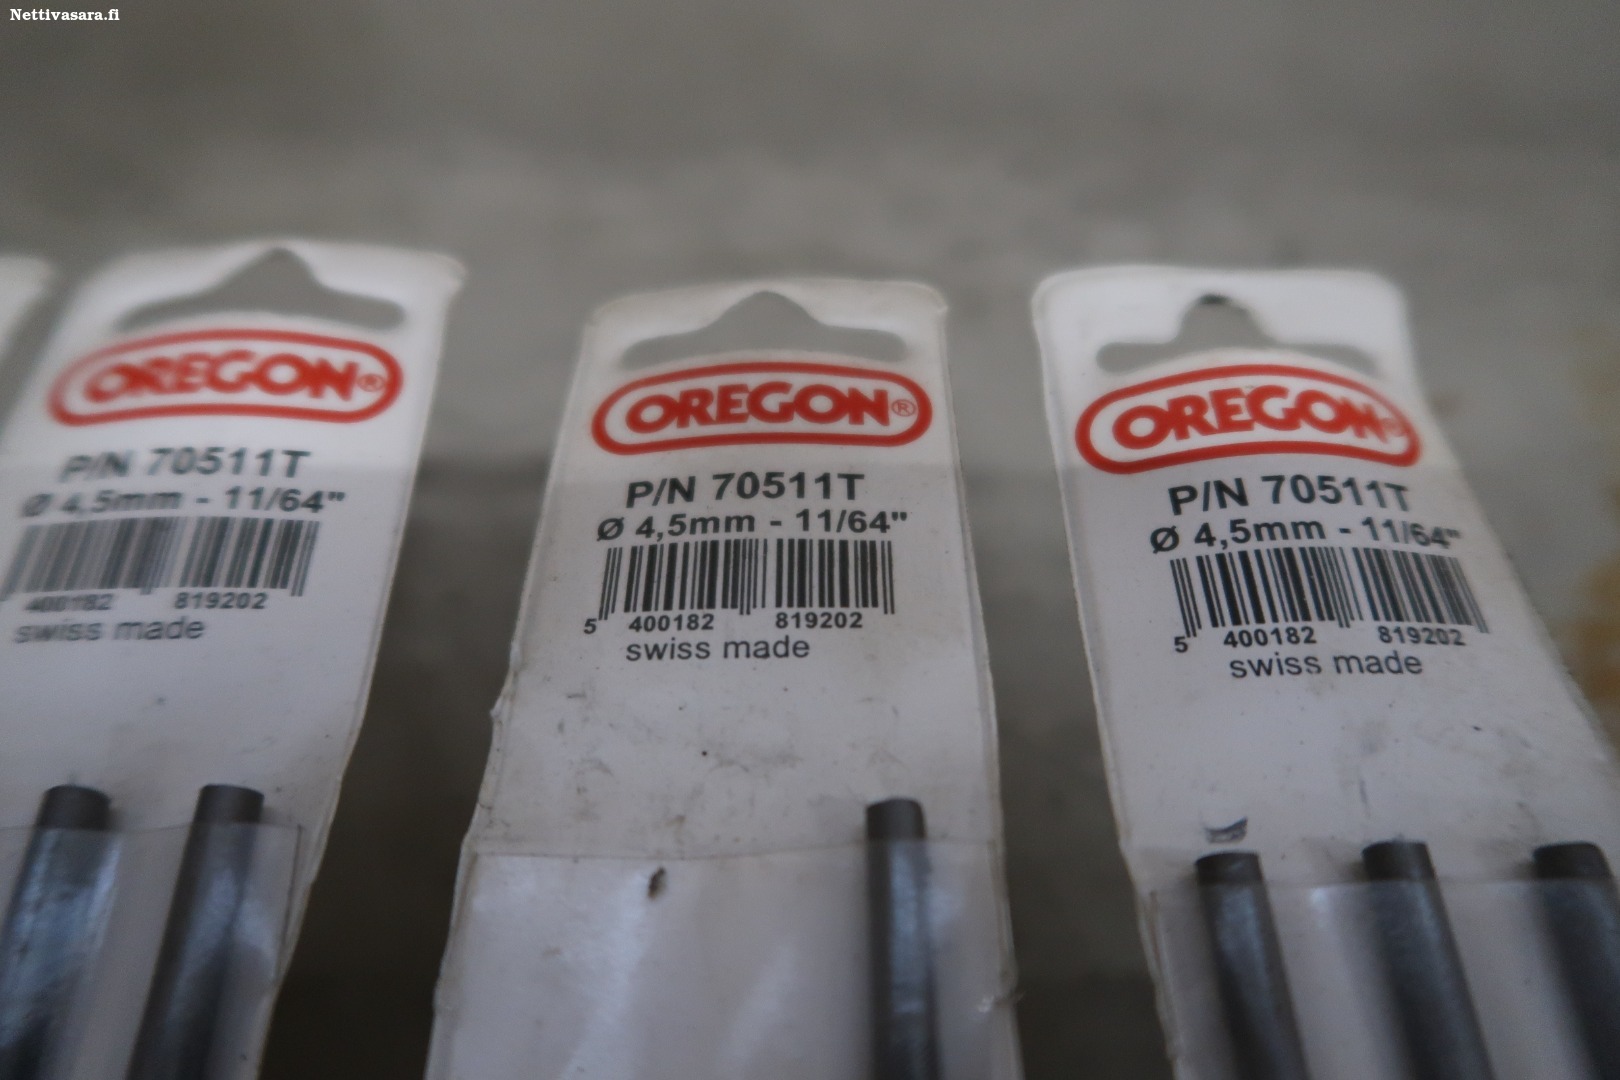 Nettivasara.fi
OREGON®
P/N 70511T
Ø 4,5mm - 11/64"
400182 819202
swiss made
OREGON®
P/N 70511T
Ø 4,5mm - 11/64"
5 400182 819202
swiss made
OREGON®
P/N 70511T
Ø 4,5mm - 11/64"
5 400182 819202
swiss made